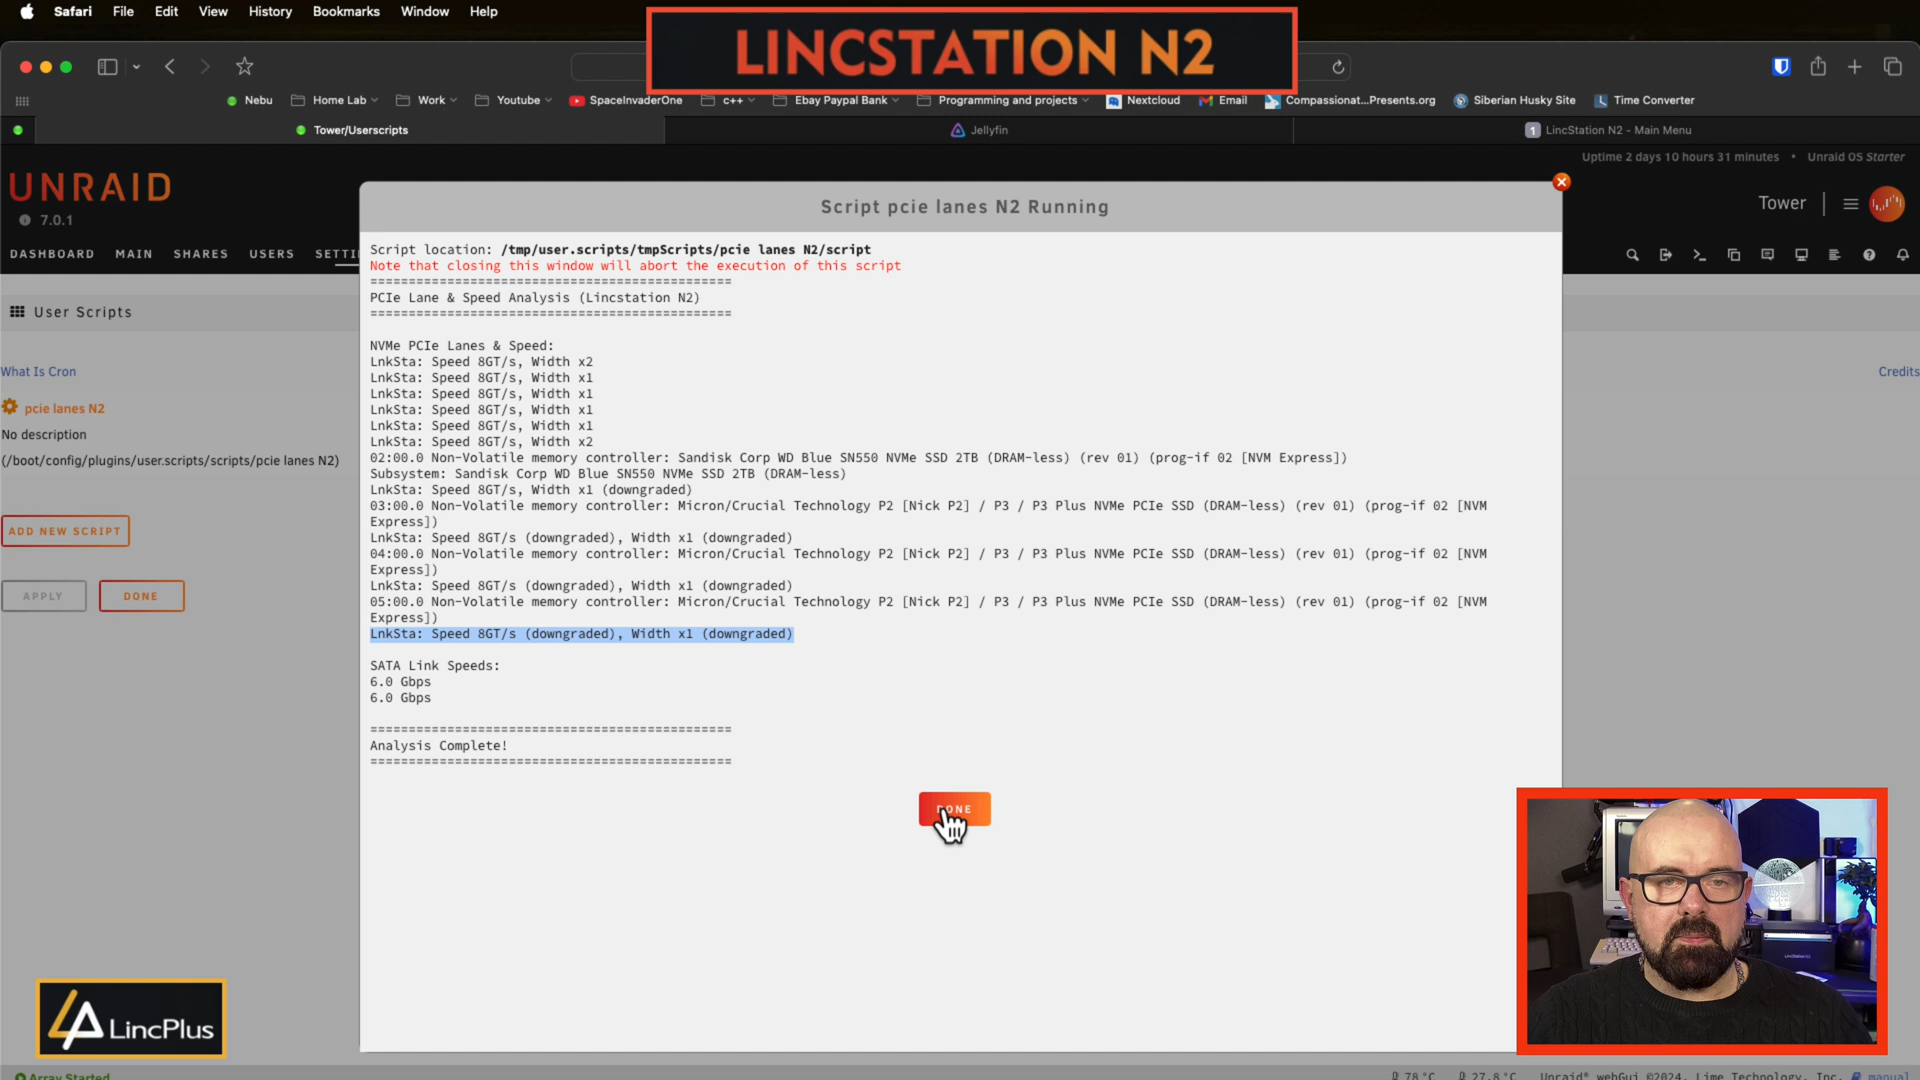 Safari File Edit View History Bookmarks Window Help
LINCSTATION N2
Nebu Home Lab Work Youtube SpaceInvaderOne c++ Ebay Paypal Bank Programming and projects Nextcloud Email Compassionat...Presents.org Siberian Husky Site Time Converter
Tower/Userscripts Jellyfin 1 LincStation N2 - Main Menu
Uptime 2 days 10 hours 31 minutes • Unraid OS Starter
UNRAID
7.0.1
Tower
DASHBOARD MAIN SHARES USERS SETTI
Script pcie lanes N2 Running
User Scripts
What Is Cron
Credits
pcie lanes N2
No description
(/boot/config/plugins/user.scripts/scripts/pcie lanes N2)
ADD NEW SCRIPT
APPLY DONE
Script location: /tmp/user.scripts/tmpScripts/pcie lanes N2/script
Note that closing this window will abort the execution of this script
===============================================
PCIe Lane & Speed Analysis (Lincstation N2)
===============================================
NVMe PCIe Lanes & Speed:
LnkSta: Speed 8GT/s, Width x2
LnkSta: Speed 8GT/s, Width x1
LnkSta: Speed 8GT/s, Width x1
LnkSta: Speed 8GT/s, Width x1
LnkSta: Speed 8GT/s, Width x1
LnkSta: Speed 8GT/s, Width x2
02:00.0 Non-Volatile memory controller: Sandisk Corp WD Blue SN550 NVMe SSD 2TB (DRAM-less) (rev 01) (prog-if 02 [NVM Express])
Subsystem: Sandisk Corp WD Blue SN550 NVMe SSD 2TB (DRAM-less)
LnkSta: Speed 8GT/s, Width x1 (downgraded)
03:00.0 Non-Volatile memory controller: Micron/Crucial Technology P2 [Nick P2] / P3 / P3 Plus NVMe PCIe SSD (DRAM-less) (rev 01) (prog-if 02 [NVM
Express])
LnkSta: Speed 8GT/s (downgraded), Width x1 (downgraded)
04:00.0 Non-Volatile memory controller: Micron/Crucial Technology P2 [Nick P2] / P3 / P3 Plus NVMe PCIe SSD (DRAM-less) (rev 01) (prog-if 02 [NVM
Express])
LnkSta: Speed 8GT/s (downgraded), Width x1 (downgraded)
05:00.0 Non-Volatile memory controller: Micron/Crucial Technology P2 [Nick P2] / P3 / P3 Plus NVMe PCIe SSD (DRAM-less) (rev 01) (prog-if 02 [NVM
Express])
LnkSta: Speed 8GT/s (downgraded), Width x1 (downgraded)
SATA Link Speeds:
6.0 Gbps
6.0 Gbps
===============================================
Analysis Complete!
===============================================
DONE
LincPlus
LincStation N2
Array Started
78 °C 27.8 °C Unraid® webGui ©2024, Lime Technology, Inc. manual